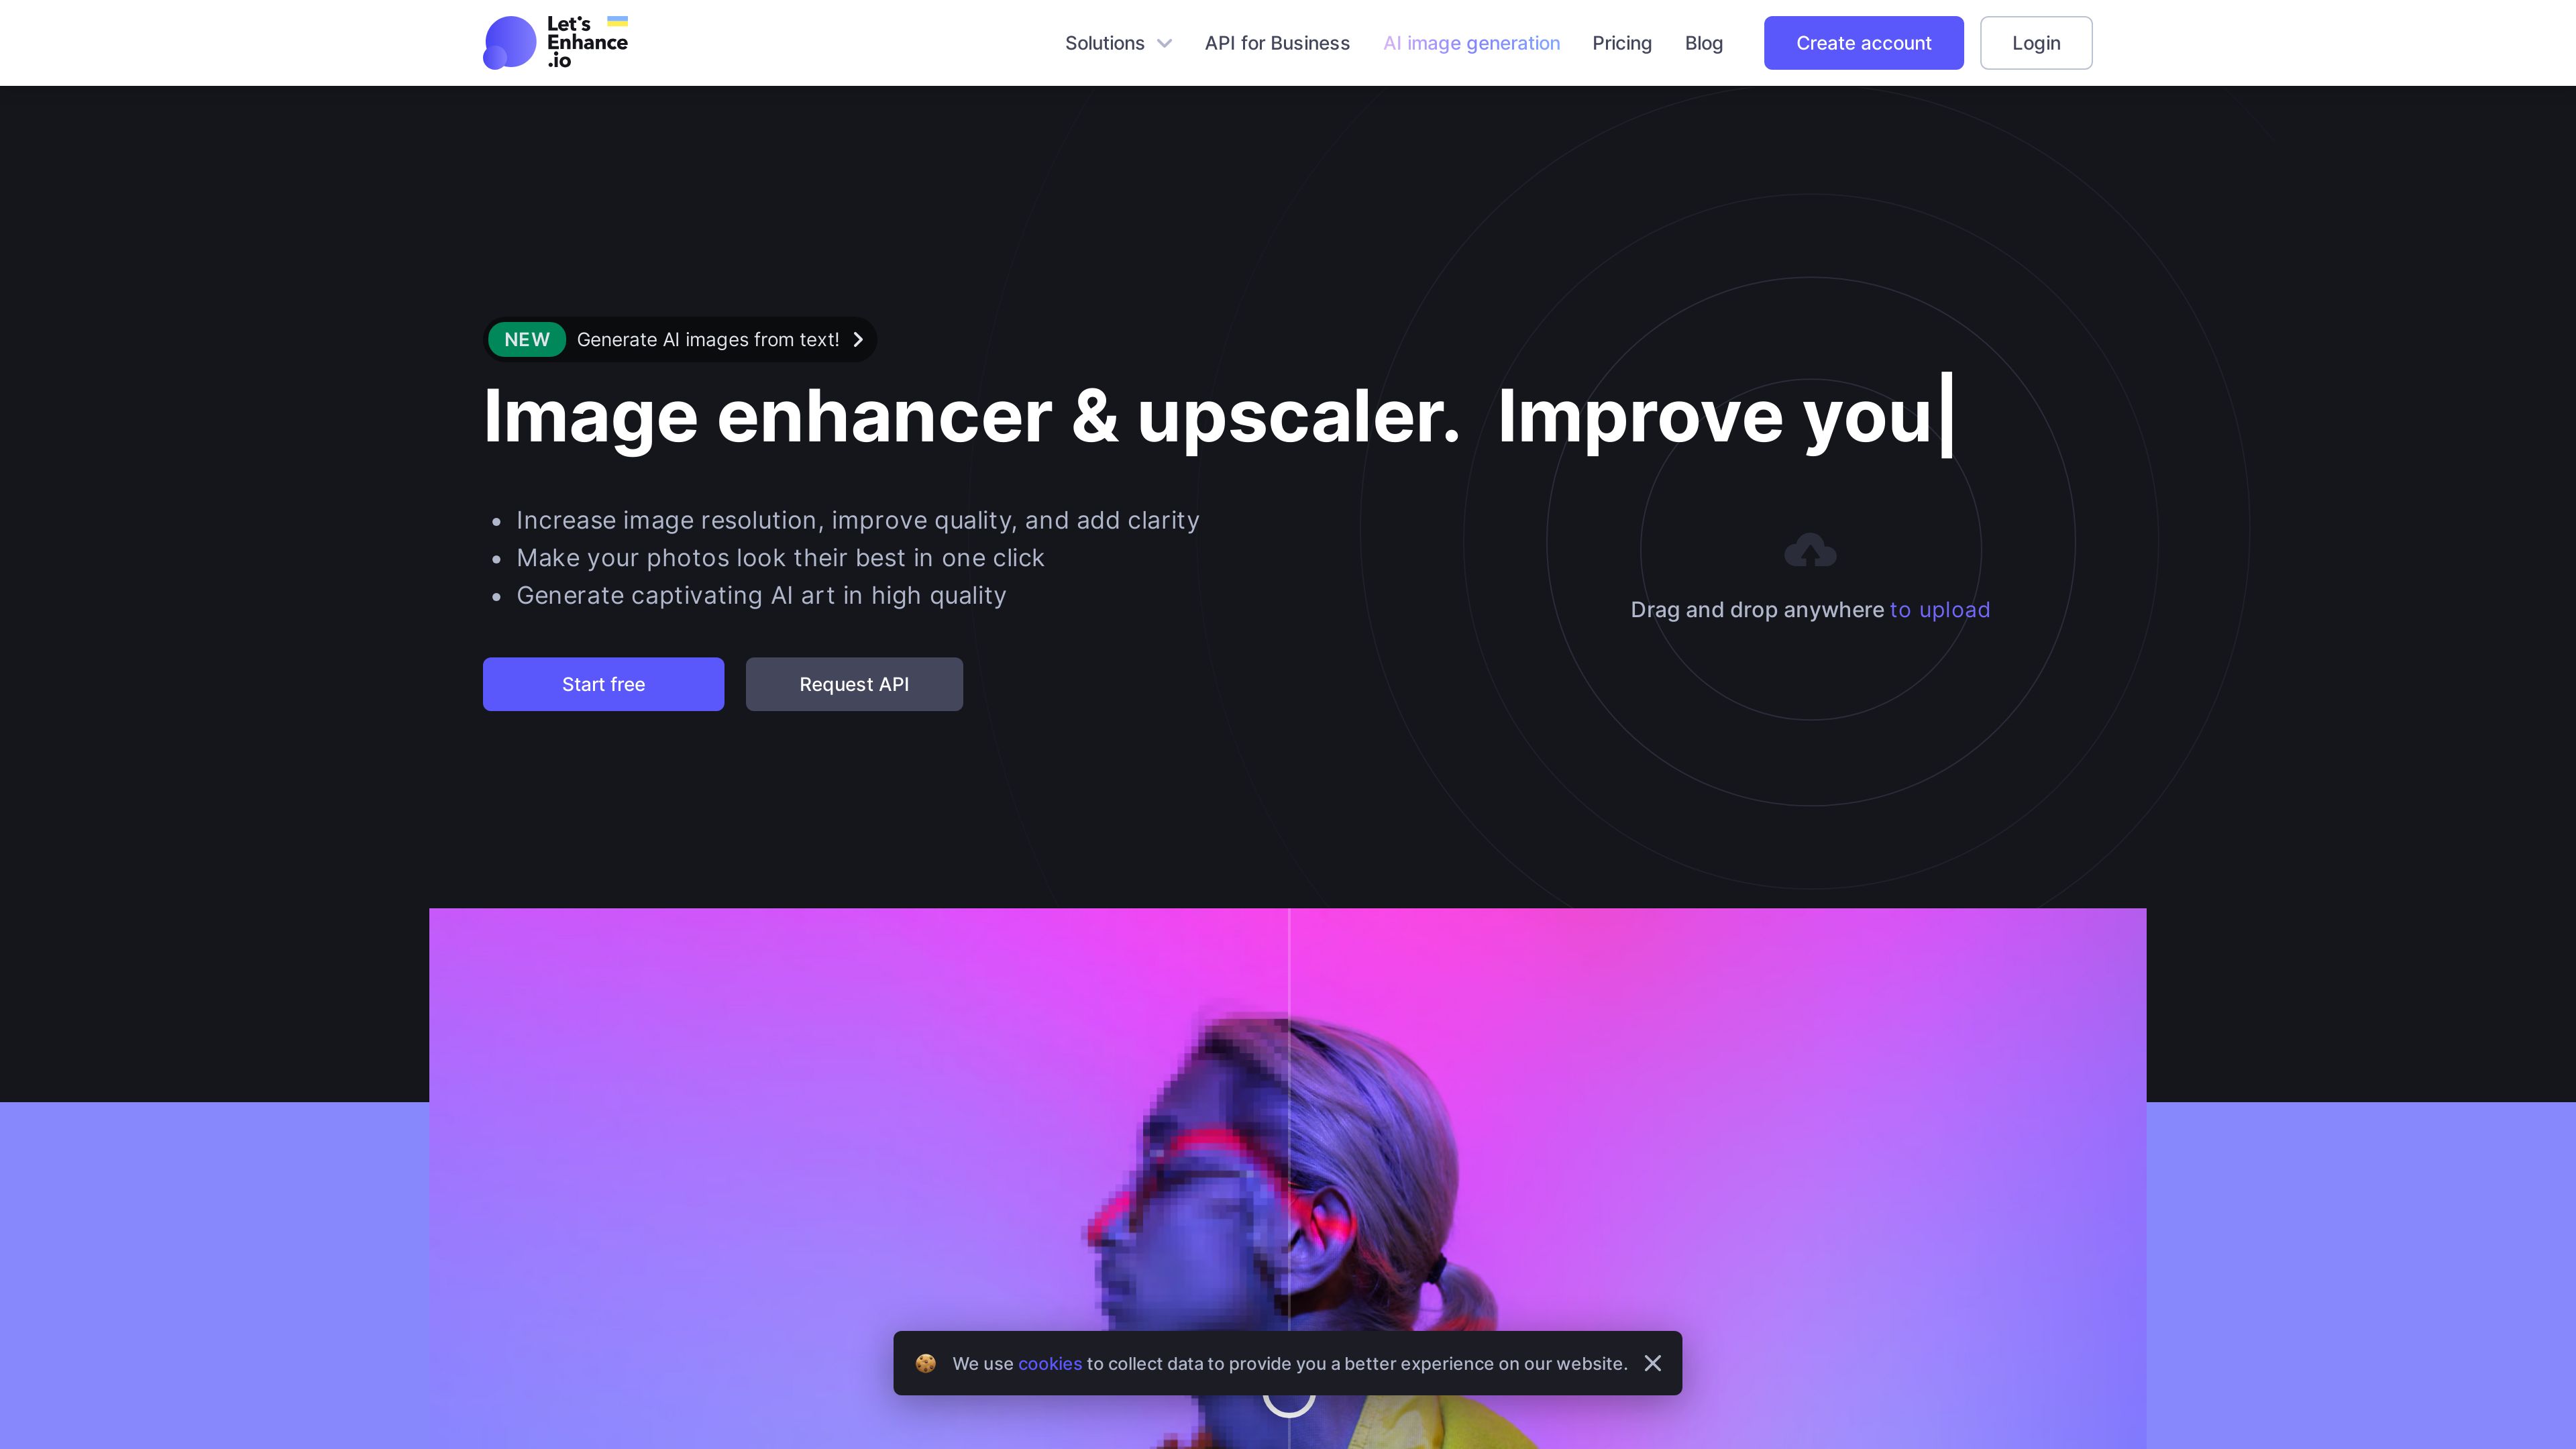 Let's
Enhance
.io
Solutions
API for Business
AI image generation
Pricing
Blog
Create account
Login
NEW Generate AI images from text!
Image enhancer & upscaler. Improve you
• Increase image resolution, improve quality, and add clarity
• Make your photos look their best in one click
• Generate captivating AI art in high quality
Drag and drop anywhere to upload
Start free
Request API
We use cookies to collect data to provide you a better experience on our website.